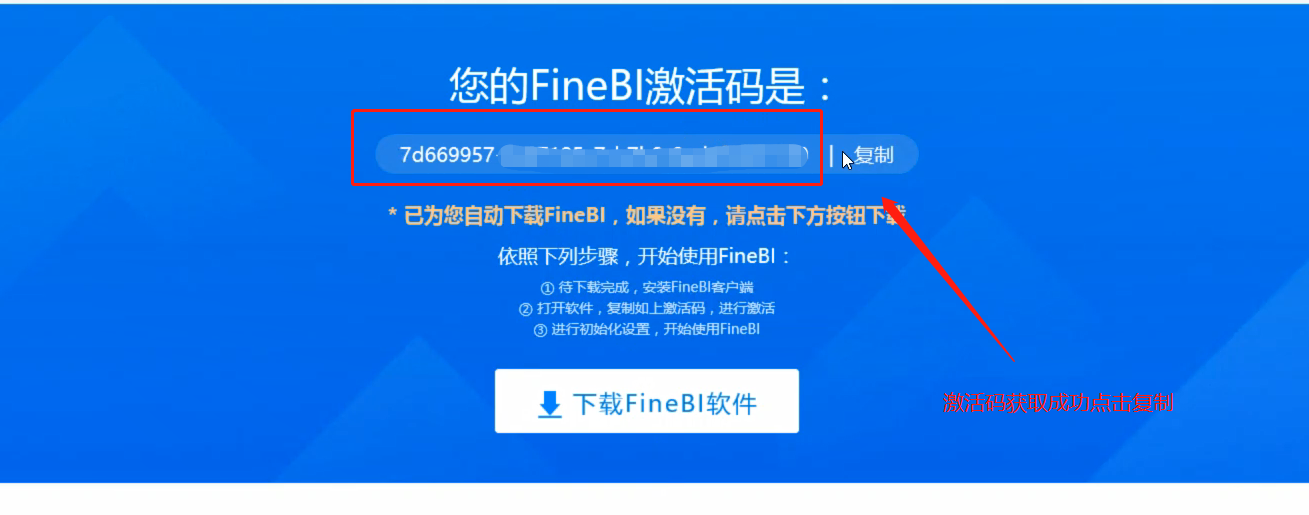 您的FineBI激活码是：
7d669957- | 复制
* 已为您自动下载FineBI，如果没有，请点击下方按钮下载
依照下列步骤，开始使用FineBI：
① 待下载完成，安装FineBI客户端
② 打开软件，复制如上激活码，进行激活
③ 进行初始化设置，开始使用FineBI
下载FineBI软件
激活码获取成功点击复制